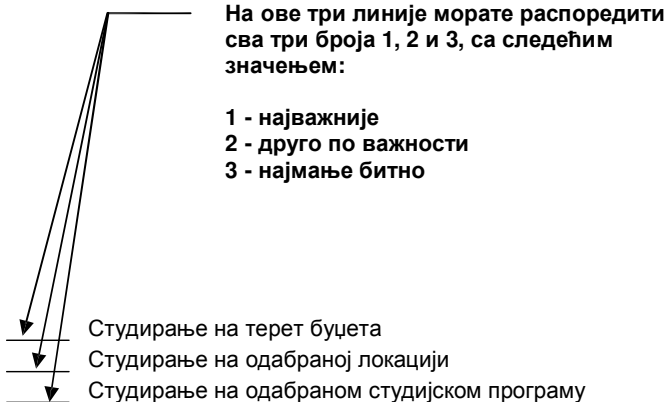 На ове три линије морате распоредити
сва три броја 1, 2 и 3, са следећим
значењем:
1 - најважније
2 - друго по важности
3 - најмање битно
Студирање на терет буџета
Студирање на одабраној локацији
Студирање на одабраном студијском програму